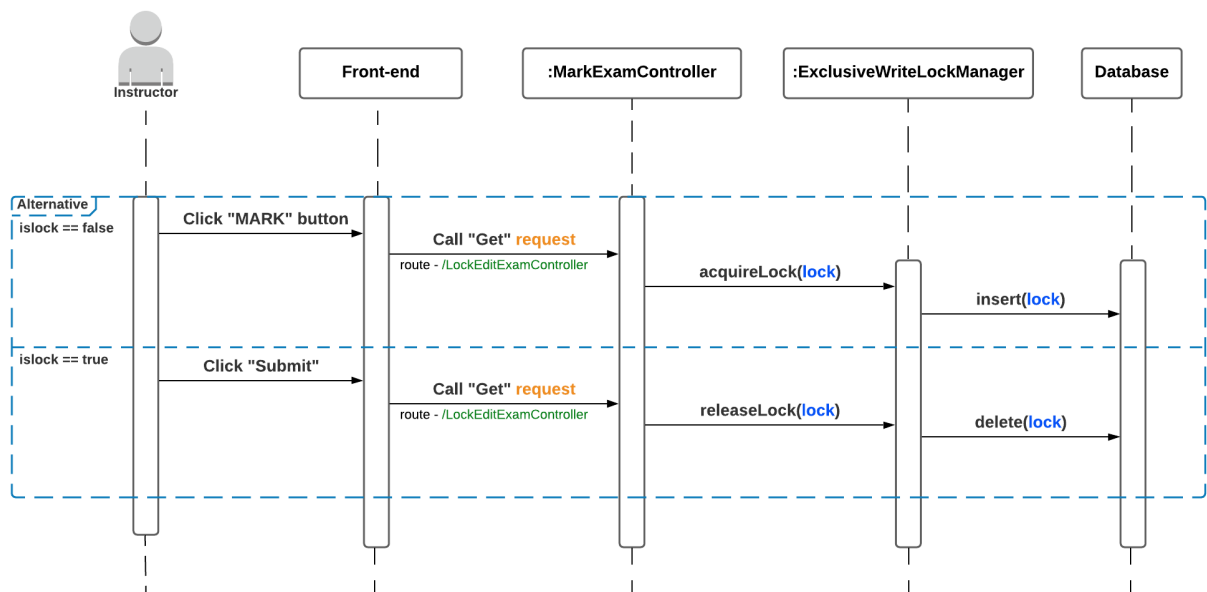 Instructor
Front-end
:MarkExamController
:ExclusiveWriteLockManager
Database
Alternative
islock == false
Click "MARK" button
Call "Get" request
route - /LockEditExamController
acquireLock(lock)
insert(lock)
islock == true
Click "Submit"
Call "Get" request
route - /LockEditExamController
releaseLock(lock)
delete(lock)